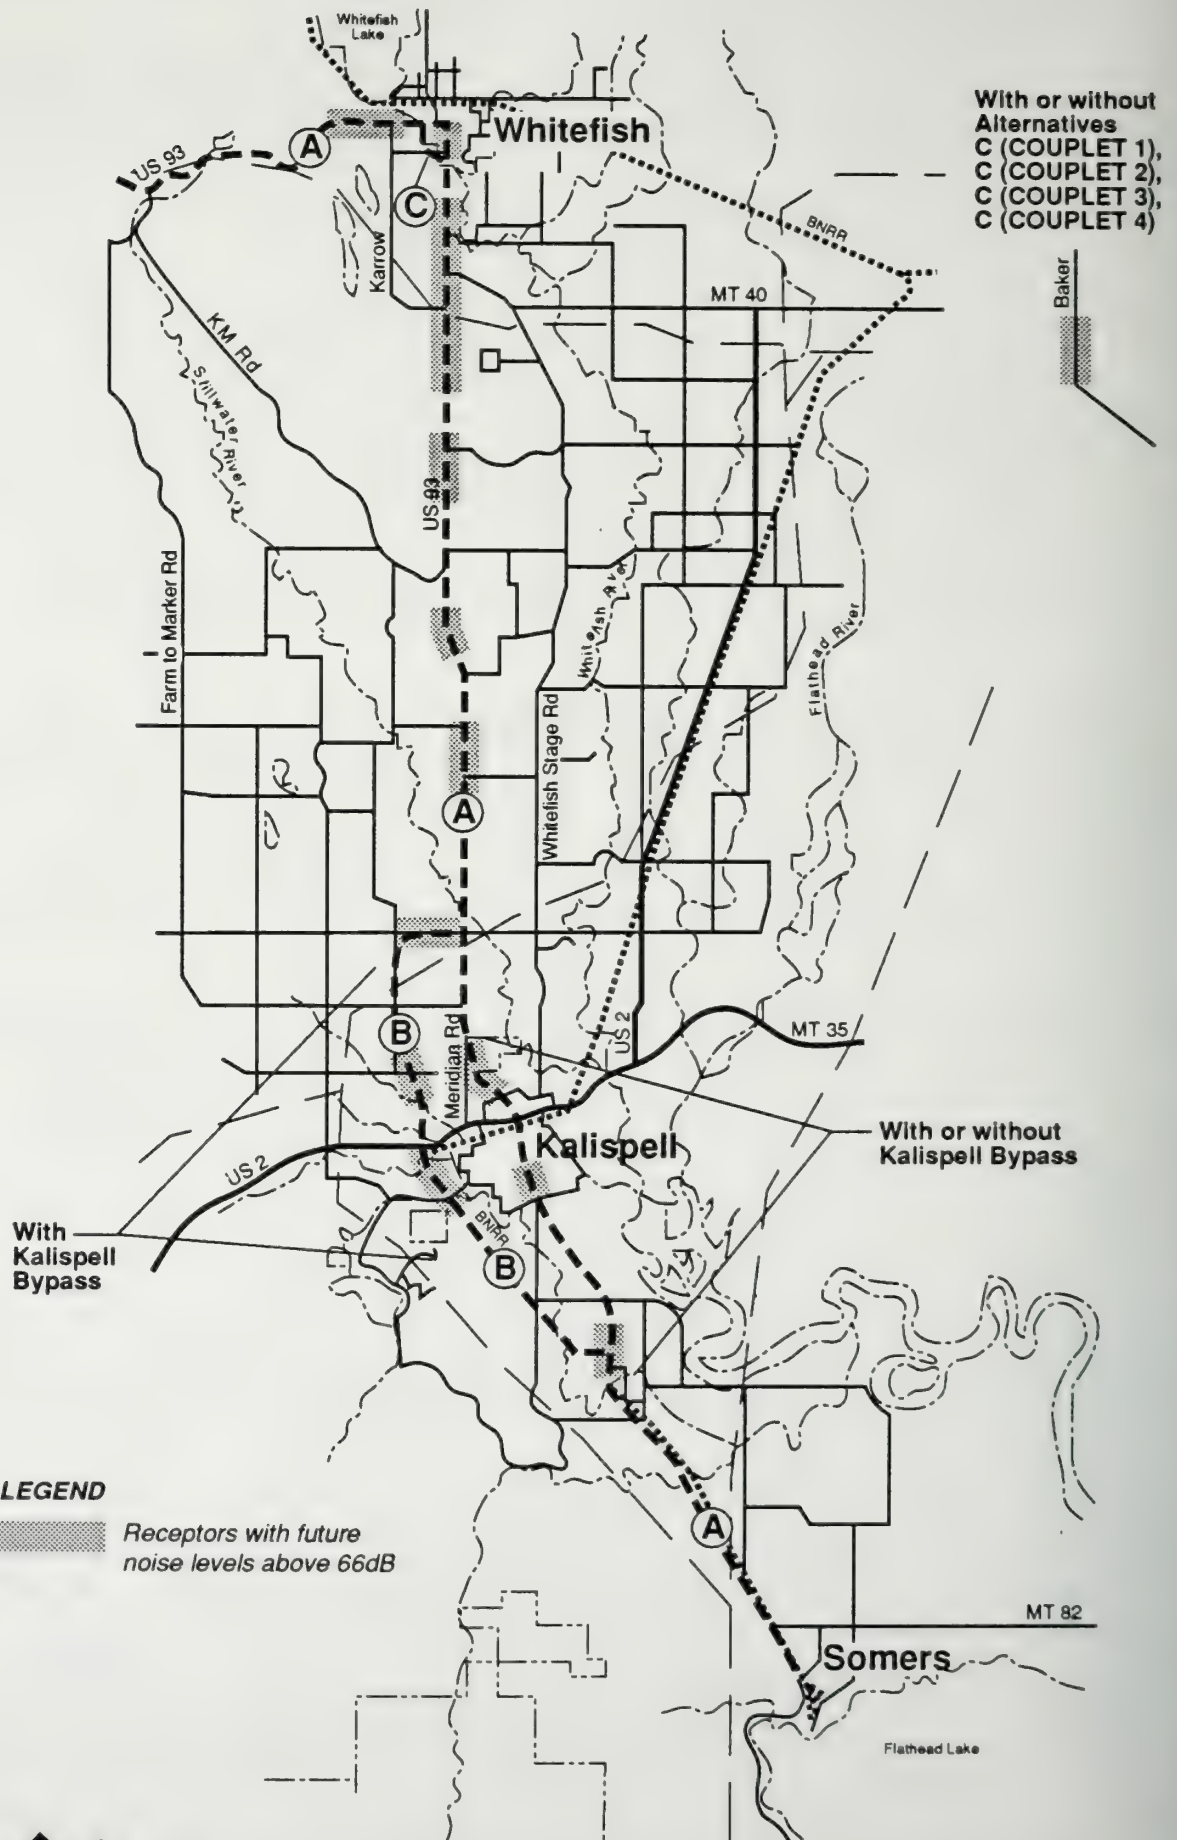 Whitefish
Lake
Whitefish
With or without
Alternatives
C (COUPLET 1),
C (COUPLET 2),
C (COUPLET 3),
C (COUPLET 4)
A
US 93
C
Karrow
BNRR
Baker
MT 40
KM Rd
Stillwater River
US 93
Farm to Marker Rd
Whitefish River
Flathead River
Whitefish Stage Rd
A
B
Meridian Rd
US 2
MT 35
Kalispell
With or without
Kalispell Bypass
US 2
With
Kalispell
Bypass
BNRR
B
LEGEND
Receptors with future
noise levels above 66dB
A
MT 82
Somers
Flathead Lake